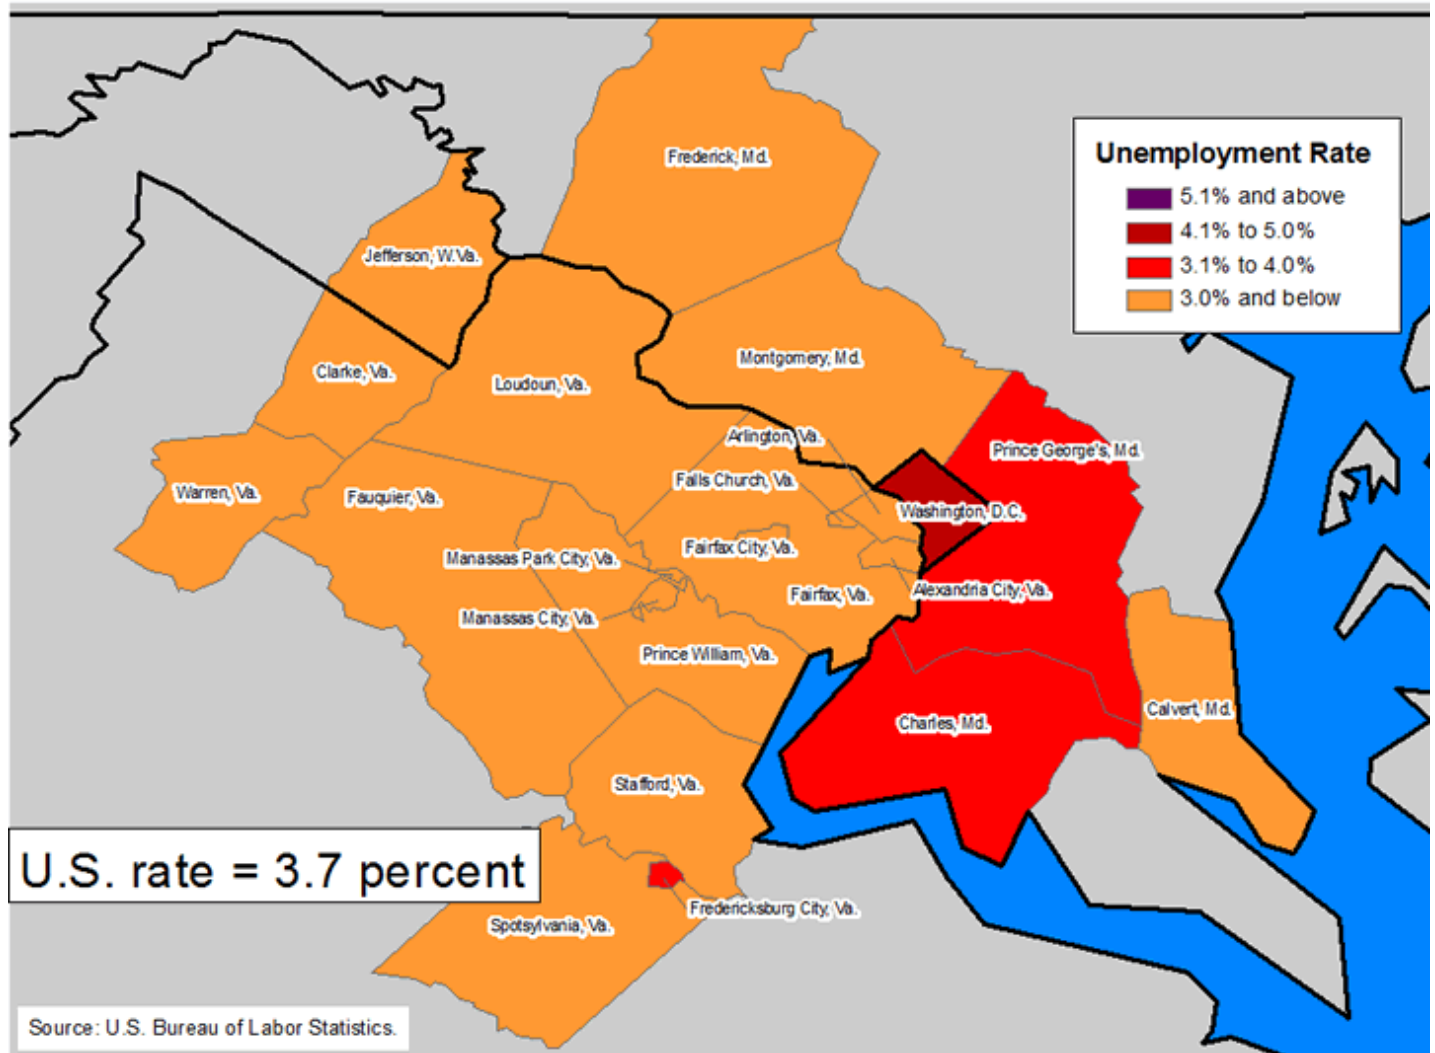 Frederick, Md.
Unemployment Rate
5.1% and above
4.1% to 5.0%
3.1% to 4.0%
3.0% and below
Jefferson, W.Va.
Montgomery, Md.
Clarke, Va.
Loudoun, Va.
Arlington, Va.
Prince George's, Md.
Falls Church, Va.
Warren, Va.
Fauquier, Va.
Washington, D.C.
Fairfax City, Va.
Manassas Park City, Va.
Alexandria City, Va.
Fairfax, Va.
Manassas City, Va.
Prince William, Va.
Calvert, Md.
Charles, Md.
Stafford, Va.
U.S. rate = 3.7 percent
Fredericksburg City, Va.
Spotsylvania, Va.
Source: U.S. Bureau of Labor Statistics.